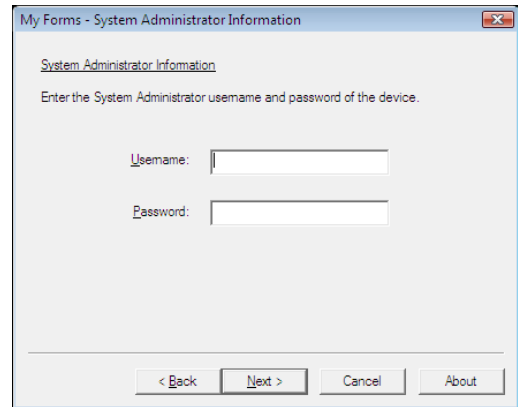 My Forms - System Administrator Information
System Administrator Information
Enter the System Administrator username and password of the device.
Username:
Password:
< Back Next > Cancel About